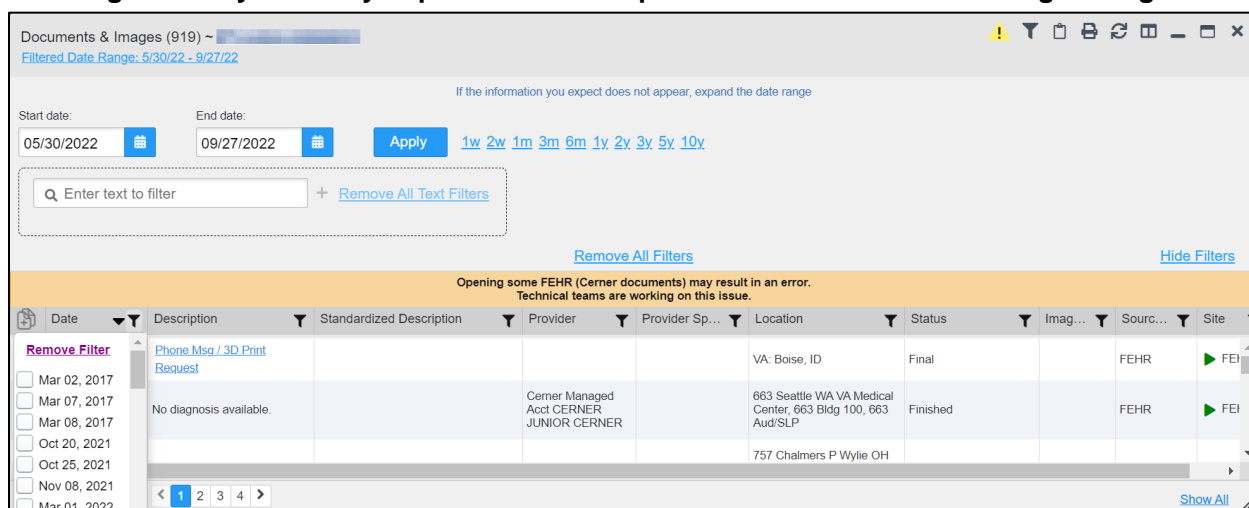 Documents & Images (919) ~
Filtered Date Range: 5/30/22 - 9/27/22
If the information you expect does not appear, expand the date range
Start date: End date:
05/30/2022 09/27/2022 Apply 1w 2w 1m 3m 6m 1y 2y 3y 5y 10y
Enter text to filter + Remove All Text Filters
Remove All Filters Hide Filters
Opening some FEHR (Cerner documents) may result in an error.
Technical teams are working on this issue.
Date Description Standardized Description Provider Provider Sp... Location Status Imag... Sourc... Site
Remove Filter
Mar 02, 2017
Mar 07, 2017
Mar 08, 2017
Oct 20, 2021
Oct 25, 2021
Nov 08, 2021
Mar 01, 2022
Phone Msg / 3D Print
Request
VA: Boise, ID
Final
FEHR
No diagnosis available.
Cerner Managed
Acct CERNER
JUNIOR CERNER
663 Seattle WA VA Medical
Center, 663 Bldg 100, 663
Aud/SLP
Finished
FEHR
757 Chalmers P Wylie OH
< 1 2 3 4 >
Show All